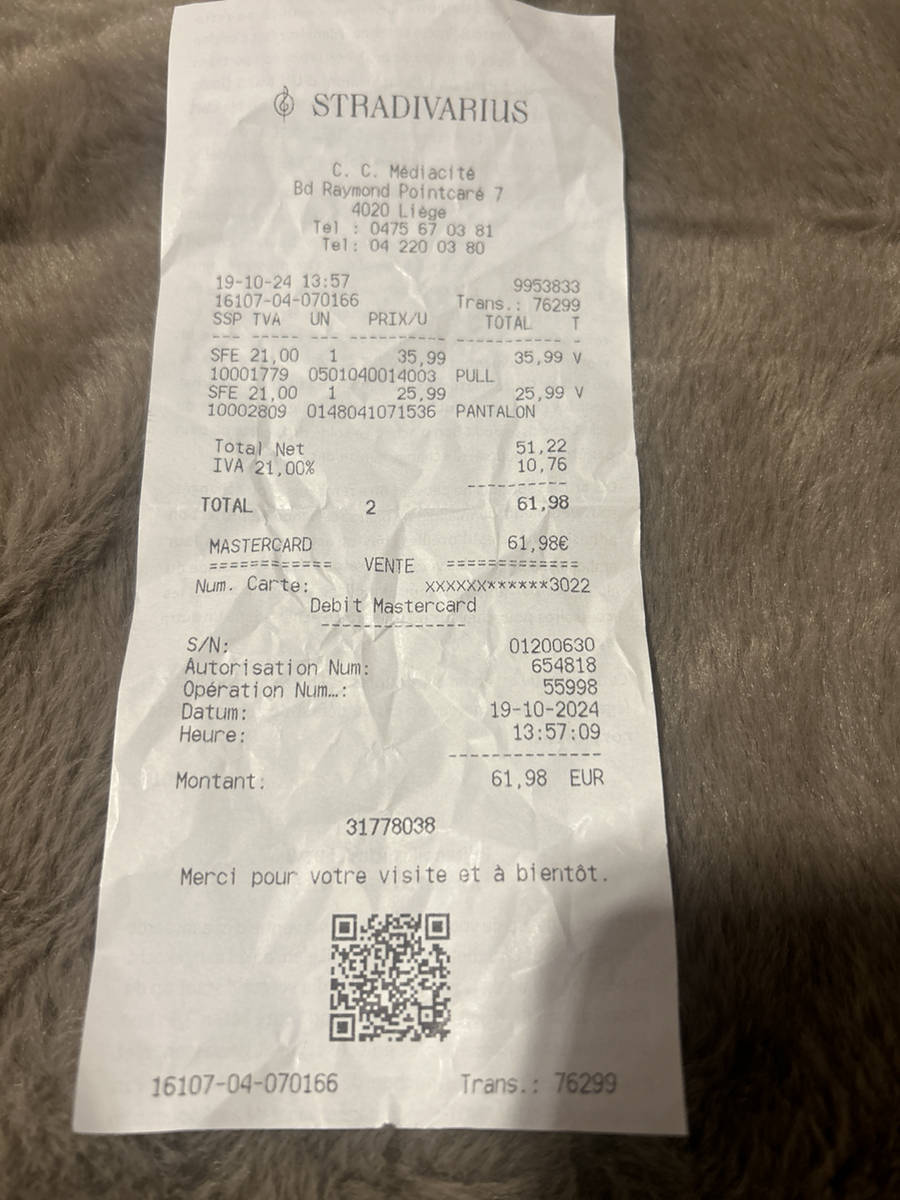 STRADIVARIUS
C. C. Médiacité
Bd Raymond Pointcaré 7
4020 Liège
Tel : 0475 67 03 81
Tel: 04 220 03 80
19-10-24 13:57 9953833
16107-04-070166 Trans.: 76299
SSP TVA UN PRIX/U TOTAL T
--- --- --- ---------- ---------- -
SFE 21,00 1 35,99 35,99 V
10001779 0501040014003 PULL
SFE 21,00 1 25,99 25,99 V
10002809 0148041071536 PANTALON
Total Net 51,22
IVA 21,00% 10,76
----------
TOTAL 2 61,98
MASTERCARD 61,98€
============ VENTE =============
Num. Carte: XXXXXX******3022
Debit Mastercard
--------------
S/N: 01200630
Autorisation Num: 654818
Opération Num…: 55998
Datum: 19-10-2024
Heure: 13:57:09
--------------
Montant: 61,98 EUR
31778038
Merci pour votre visite et à bientôt.
16107-04-070166 Trans.: 76299